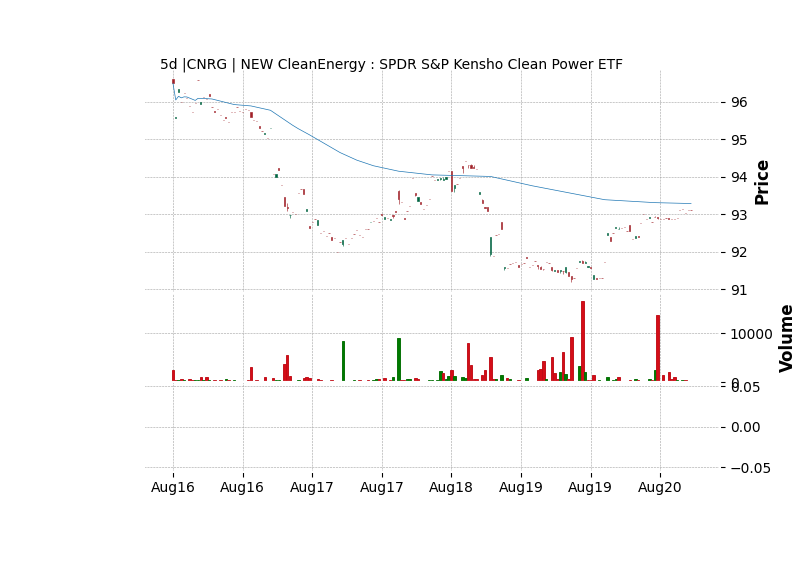 5d |CNRG | NEW CleanEnergy : SPDR S&P Kensho Clean Power ETF
96
95
94
93
92
91
Price
10000
0
Volume
0.05
0.00
−0.05
Aug16 Aug16 Aug17 Aug17 Aug18 Aug19 Aug19 Aug20